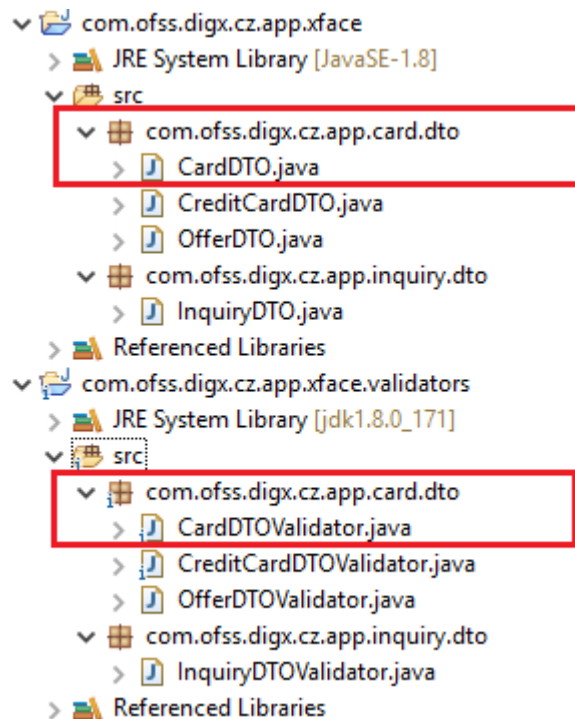 com.ofss.digx.cz.app.xface
JRE System Library [JavaSE-1.8]
src
com.ofss.digx.cz.app.card.dto
CardDTO.java
CreditCardDTO.java
OfferDTO.java
com.ofss.digx.cz.app.inquiry.dto
InquiryDTO.java
Referenced Libraries
com.ofss.digx.cz.app.xface.validators
JRE System Library [jdk1.8.0_171]
src
com.ofss.digx.cz.app.card.dto
CardDTOValidator.java
CreditCardDTOValidator.java
OfferDTOValidator.java
com.ofss.digx.cz.app.inquiry.dto
InquiryDTOValidator.java
Referenced Libraries